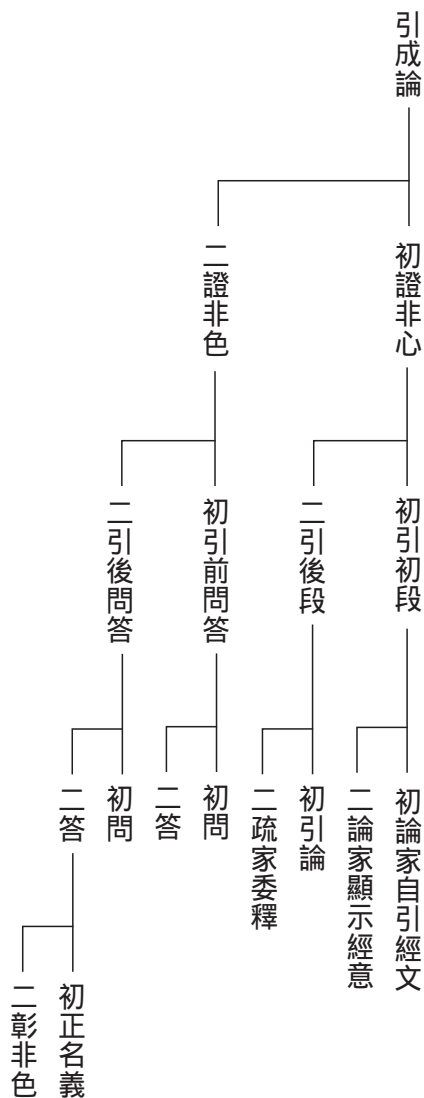 引成論
初證非心
二證非色
初引初段
二引後段
初引前問答
二引後問答
初論家自引經文
二論家顯示經意
初引論
二疏家委釋
初問
二答
初問
二答
初正名義
二彰非色